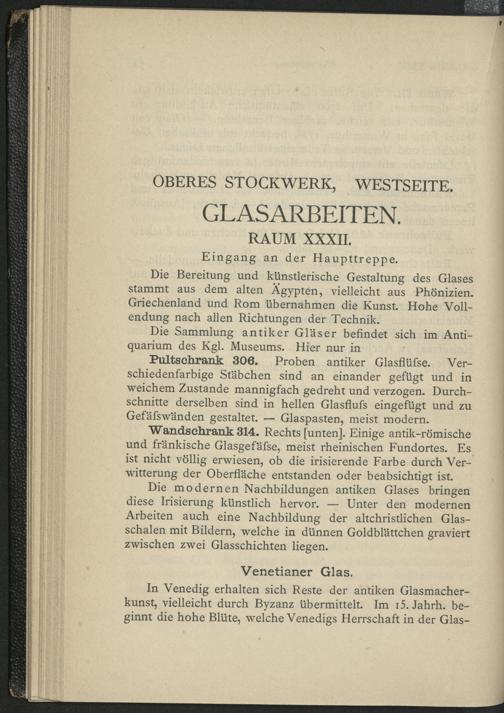 OBERES STOCKWERK, WESTSEITE.
GLASARBEITEN.
RAUM XXXII.
Eingang an der Haupttreppe.
Die Bereitung und künstlerische Gestaltung des Glases
stammt aus dem alten Ägypten, vielleicht aus Phönizien.
Griechenland und Rom übernahmen die Kunst. Hohe Voll-
endung nach allen Richtungen der Technik.
Die Sammlung antiker Gläser befindet sich im Anti-
quarium des Kgl. Museums. Hier nur in
Pultschrank 306. Proben antiker Glasflüſse. Ver-
schiedenfarbige Stäbchen sind an einander gefügt und in
weichem Zustande mannigfach gedreht und verzogen. Durch-
schnitte derselben sind in hellen Glasfluſs eingefügt und zu
Gefäſswänden gestaltet. — Glaspasten, meist modern.
Wandschrank 314. Rechts [unten]. Einige antik-römische
und fränkische Glasgefäſse, meist rheinischen Fundortes. Es
ist nicht völlig erwiesen, ob die irisierende Farbe durch Ver-
witterung der Oberfläche entstanden oder beabsichtigt ist.
Die modernen Nachbildungen antiken Glases bringen
diese Irisierung künstlich hervor. — Unter den modernen
Arbeiten auch eine Nachbildung der altchristlichen Glas-
schalen mit Bildern, welche in dünnen Goldblättchen graviert
zwischen zwei Glasschichten liegen.
Venetianer Glas.
In Venedig erhalten sich Reste der antiken Glasmacher-
kunst, vielleicht durch Byzanz übermittelt. Im 15. Jahrh. be-
ginnt die hohe Blüte, welche Venedigs Herrschaft in der Glas-